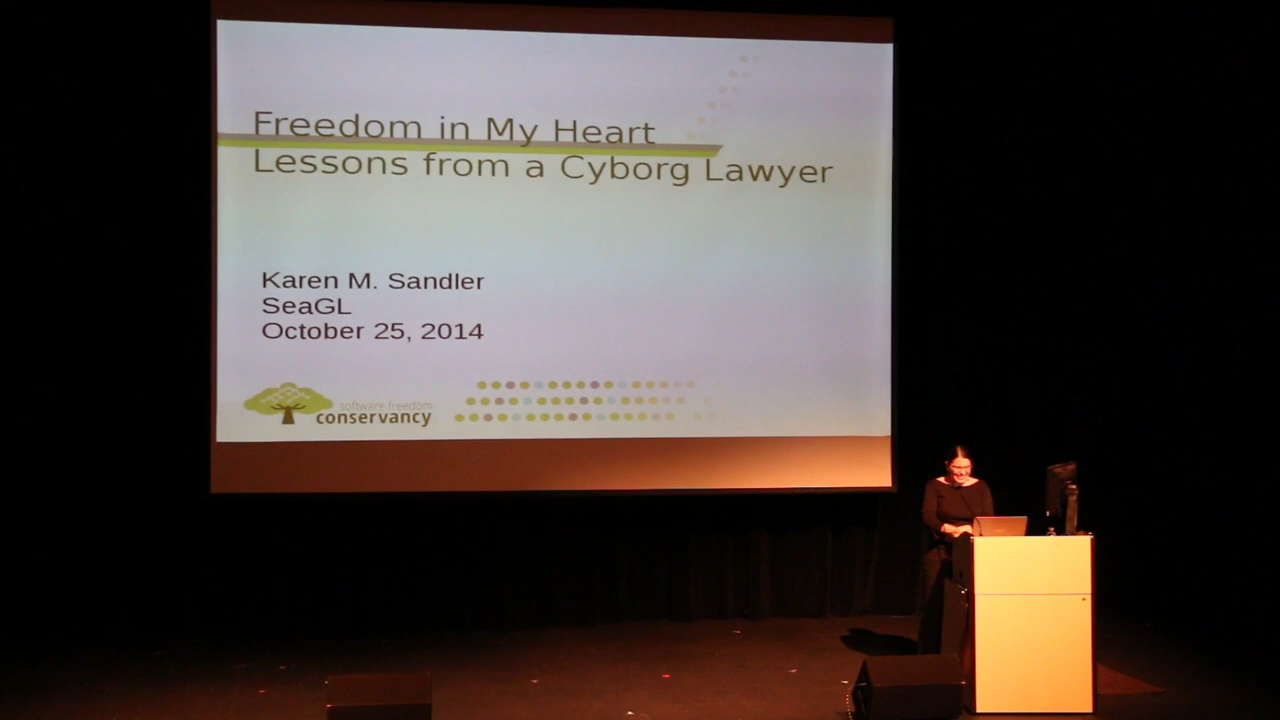 Freedom in My Heart
Lessons from a Cyborg Lawyer
Karen M. Sandler
SeaGL
October 25, 2014
software freedom
conservancy